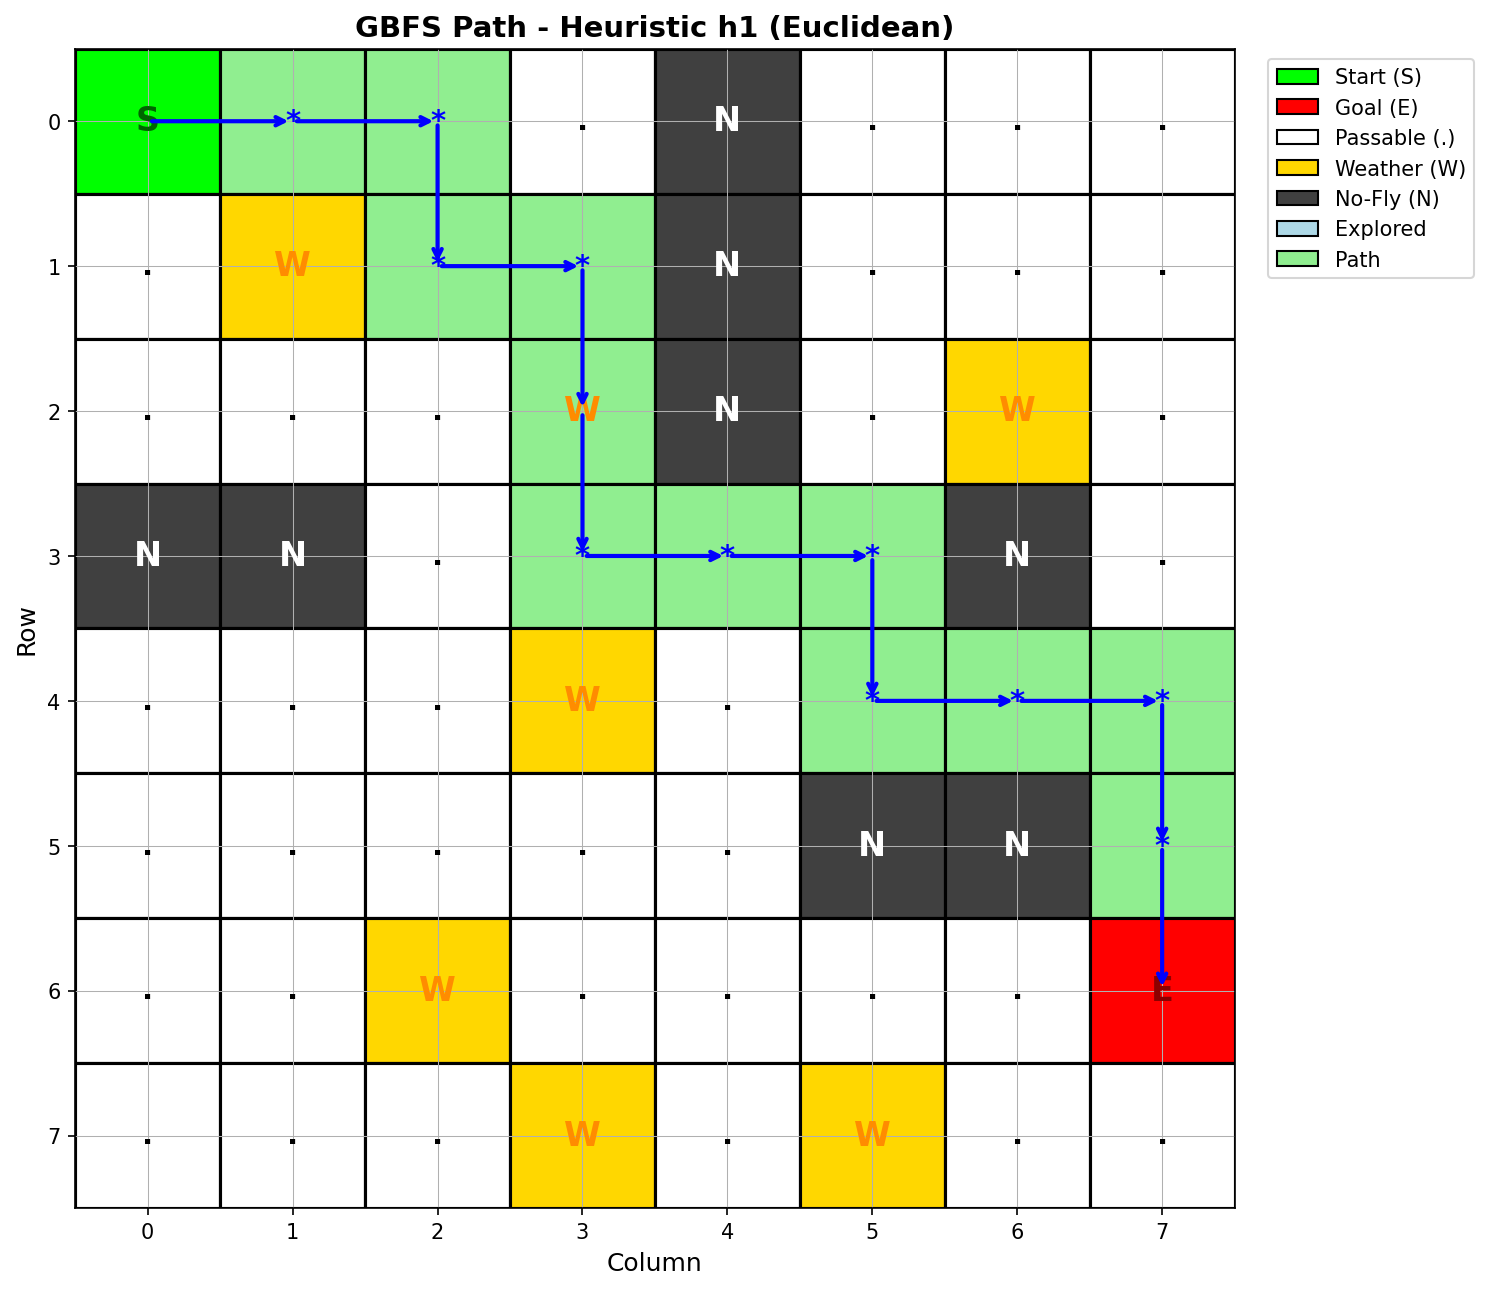 GBFS Path - Heuristic h1 (Euclidean)
Start (S)
Goal (E)
Passable (.)
Weather (W)
No-Fly (N)
Explored
Path
0 S * * . N . . .
1 . W * * N . . .
2 . . . W N . W .
3 N N . * * * N .
4 . . . W . * * *
5 . . . . . N N *
6 . . W . . . . E
7 . . . W . W . .
0 1 2 3 4 5 6 7
Column
Row